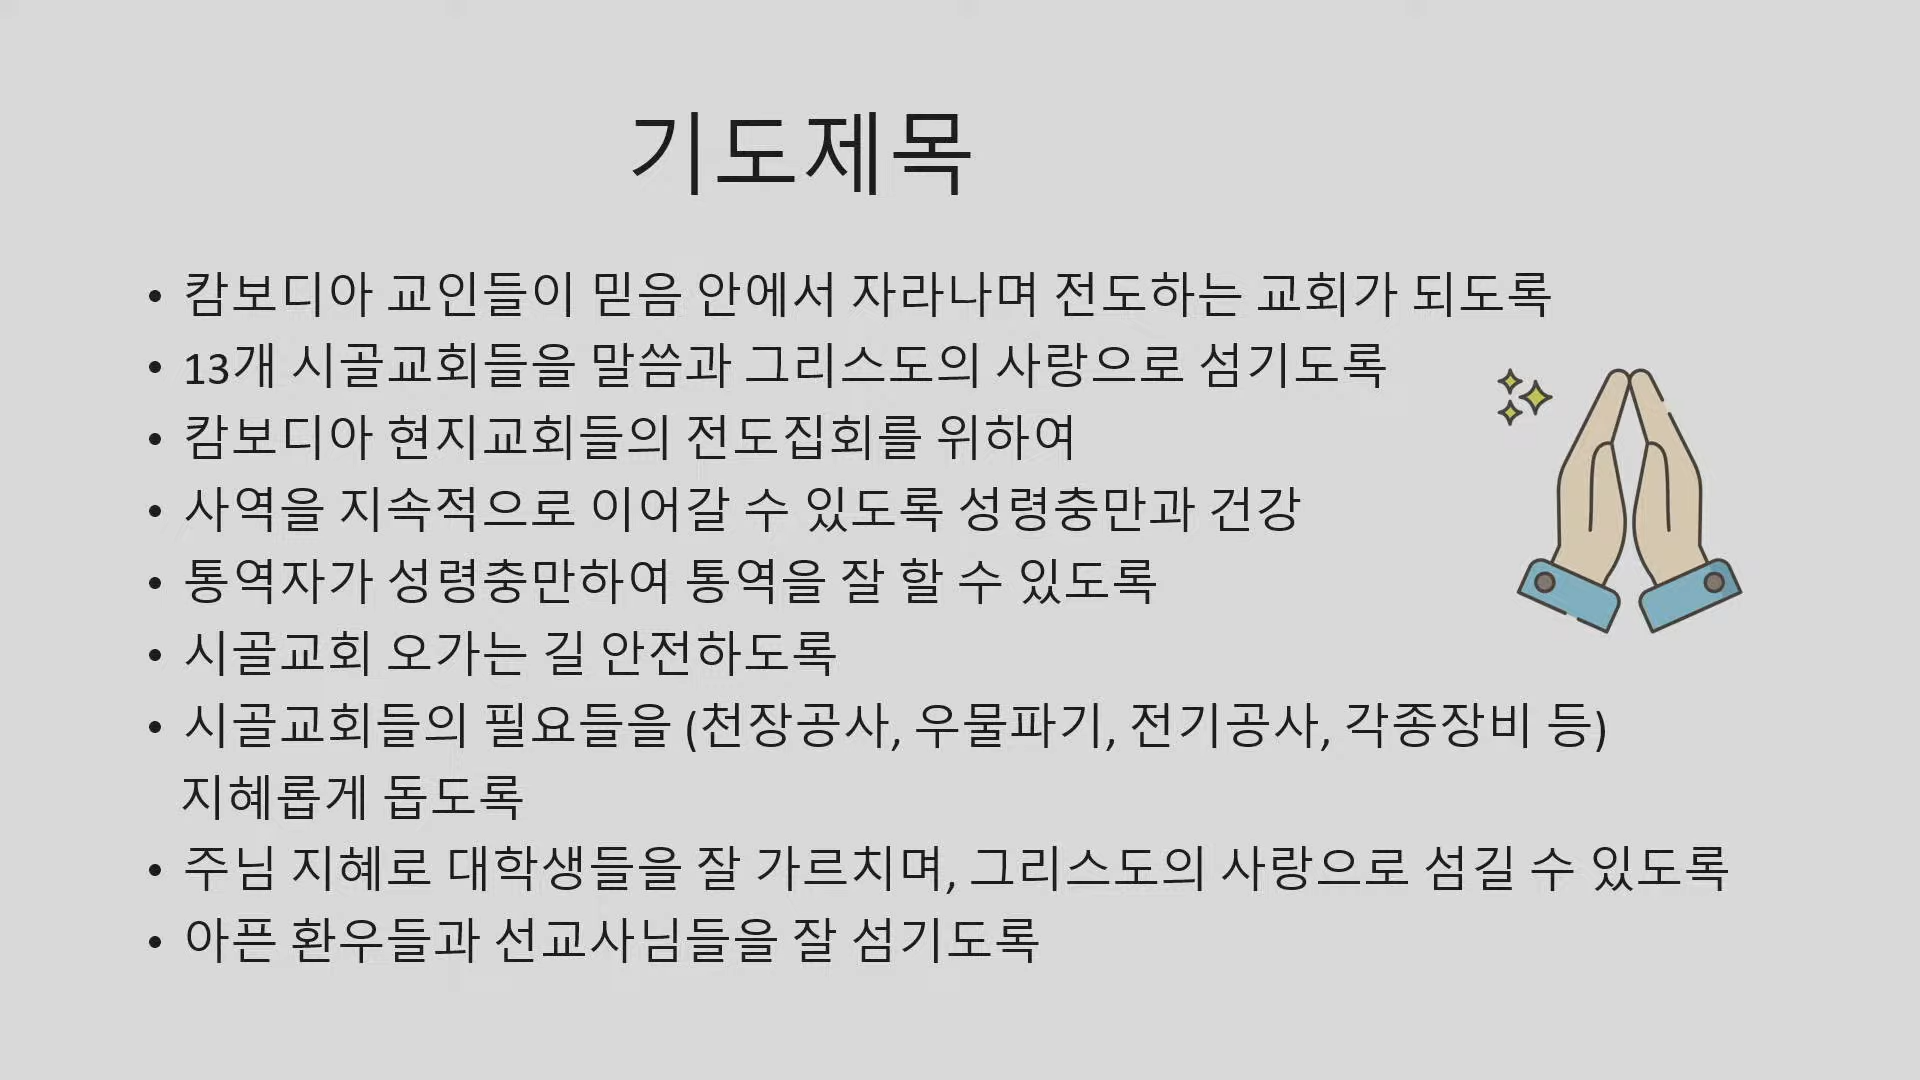 기도제목
• 캄보디아 교인들이 믿음 안에서 자라나며 전도하는 교회가 되도록
• 13개 시골교회들을 말씀과 그리스도의 사랑으로 섬기도록
• 캄보디아 현지교회들의 전도집회를 위하여
• 사역을 지속적으로 이어갈 수 있도록 성령충만과 건강
• 통역자가 성령충만하여 통역을 잘 할 수 있도록
• 시골교회 오가는 길 안전하도록
• 시골교회들의 필요들을 (천장공사, 우물파기, 전기공사, 각종장비 등)
지혜롭게 돕도록
• 주님 지혜로 대학생들을 잘 가르치며, 그리스도의 사랑으로 섬길 수 있도록
• 아픈 환우들과 선교사님들을 잘 섬기도록